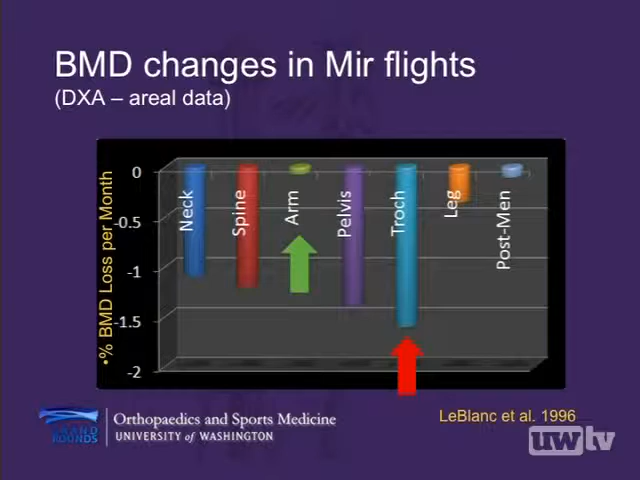 BMD changes in Mir flights
(DXA – areal data)
•% BMD Loss per Month
0
-0.5
-1
-1.5
-2
Neck
Spine
Arm
Pelvis
Troch
Leg
Post-Men
LeBlanc et al. 1996
GRAND
ROUNDS
Orthopaedics and Sports Medicine
UNIVERSITY of WASHINGTON
uwtv